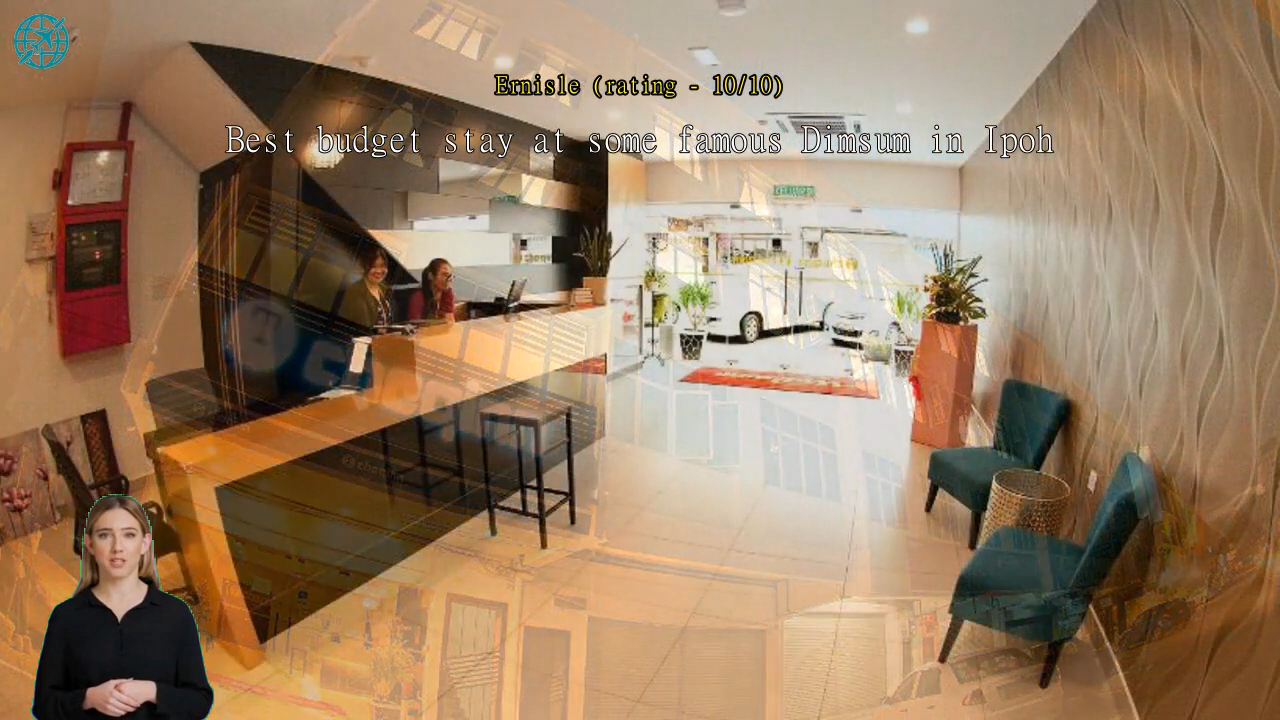 Ernisle (rating - 10/10)
Best budget stay at some famous Dimsum in Ipoh